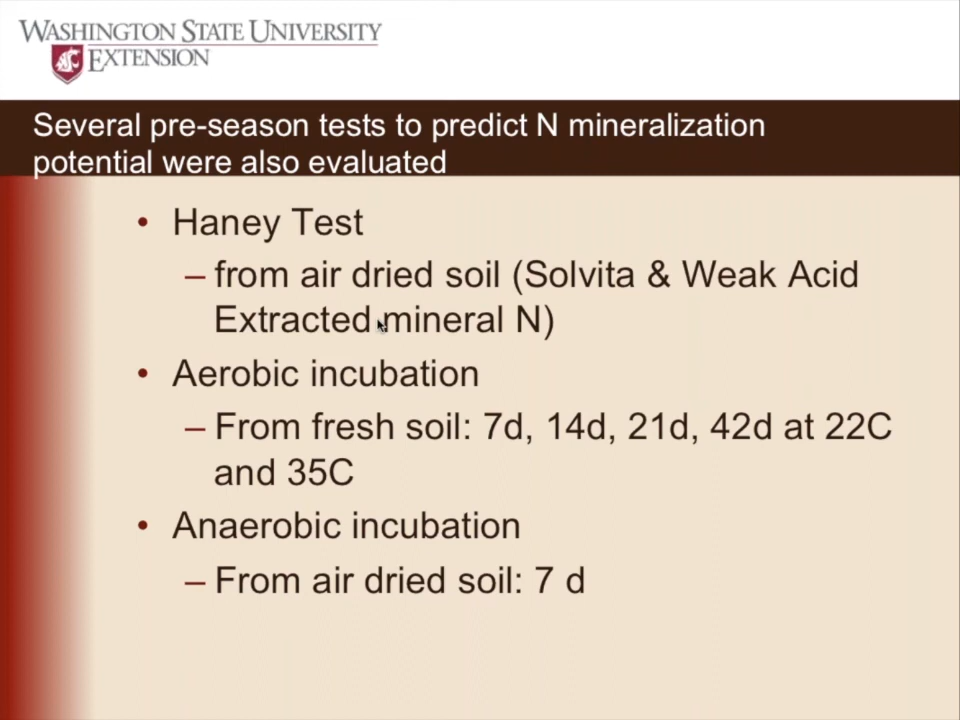 WASHINGTON STATE UNIVERSITY
EXTENSION
Several pre-season tests to predict N mineralization
potential were also evaluated
• Haney Test
– from air dried soil (Solvita & Weak Acid
Extracted mineral N)
• Aerobic incubation
– From fresh soil: 7d, 14d, 21d, 42d at 22C
and 35C
• Anaerobic incubation
– From air dried soil: 7 d